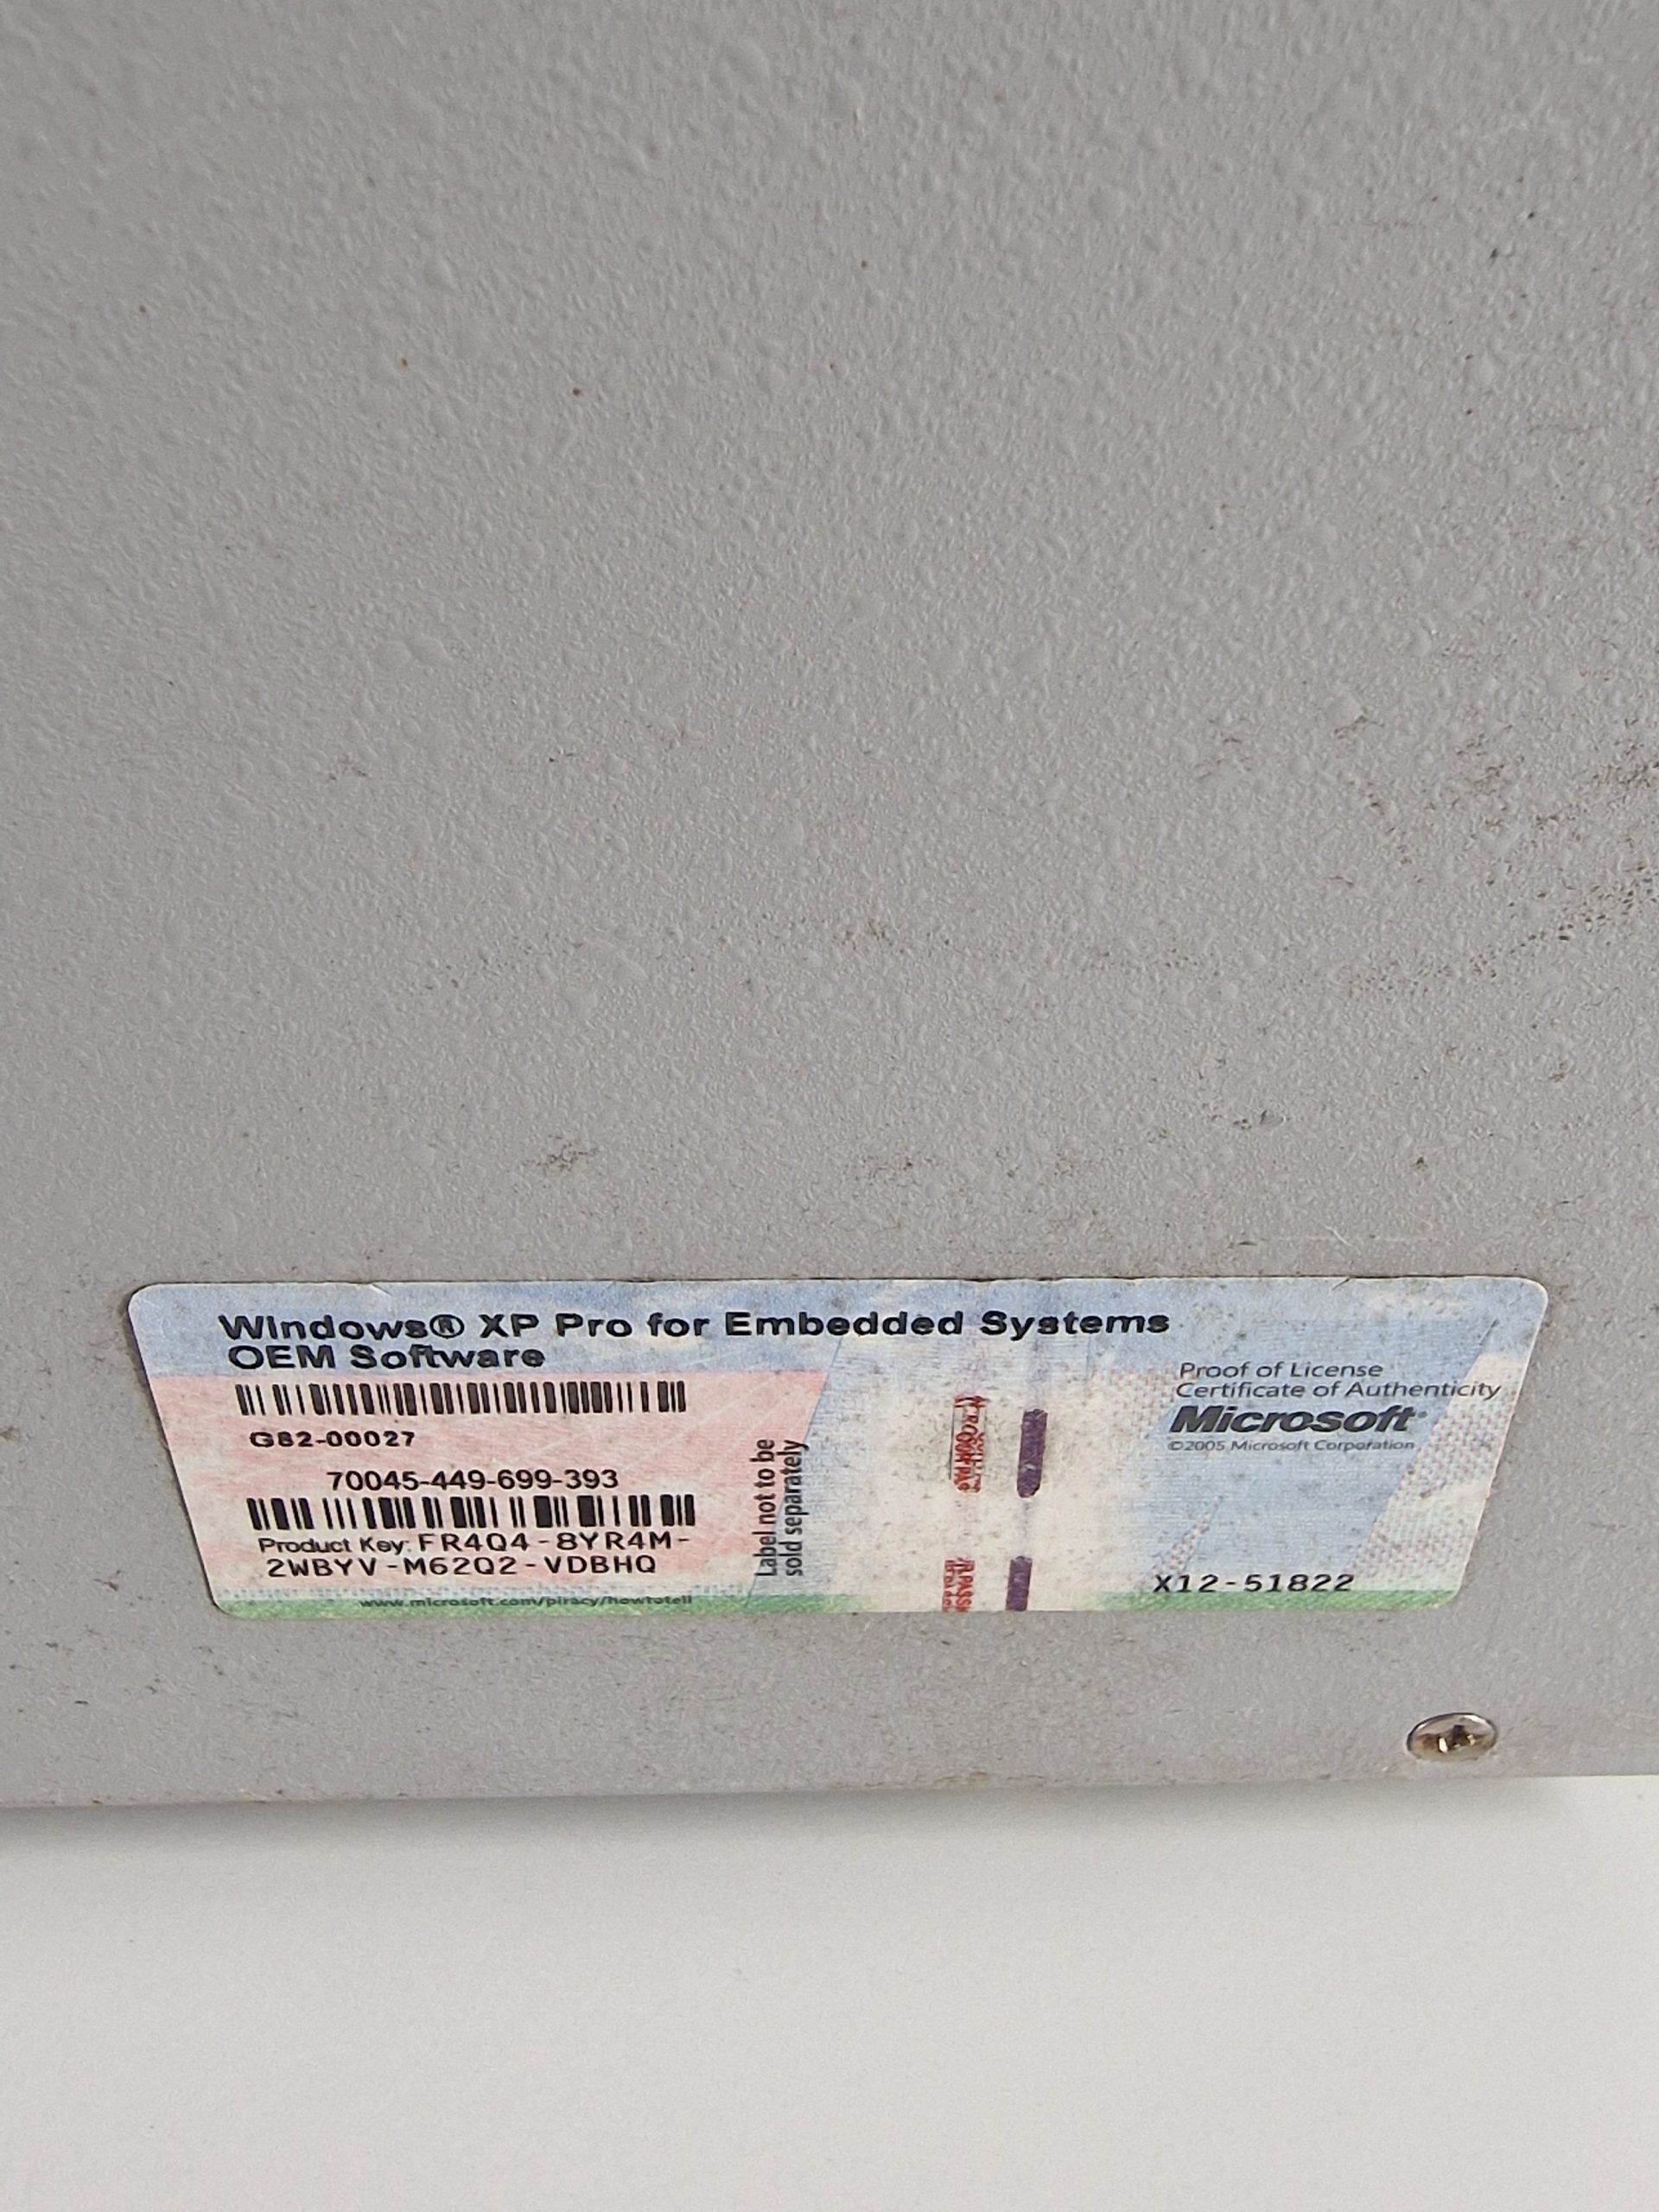 Windows® XP Pro for Embedded Systems
OEM Software
G82-00027
70045-449-699-393
Product Key: FR4Q4-8YR4M-
2WBYV-M62Q2-VDBHQ
www.microsoft.com/piracy/howtotell
Label not to be
sold separately
Proof of License
Certificate of Authenticity
Microsoft®
©2005 Microsoft Corporation
X12-51822